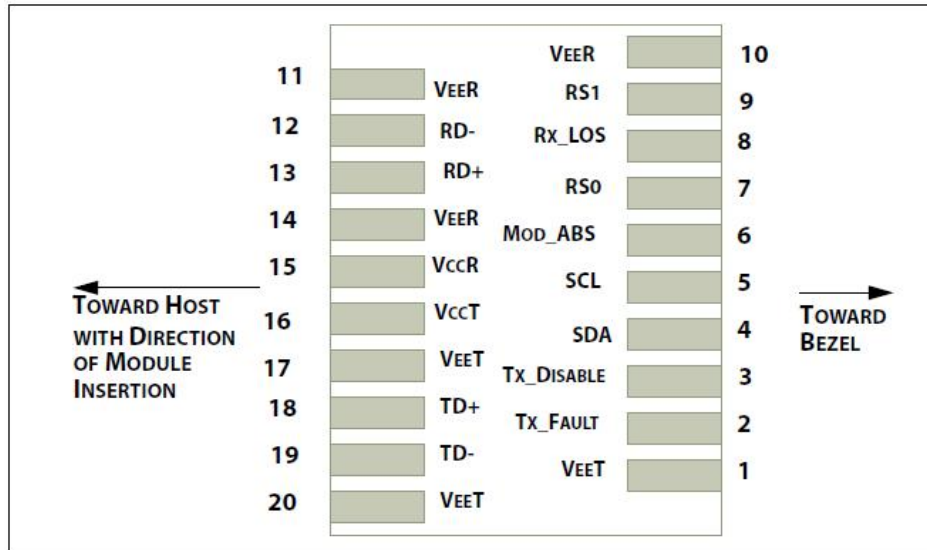 11 VEER
12 RD-
13 RD+
14 VEER
15 VCCR
16 VCCT
17 VEET
18 TD+
19 TD-
20 VEET
VEER 10
RS1 9
RX_LOS 8
RS0 7
MOD_ABS 6
SCL 5
SDA 4
TX_DISABLE 3
TX_FAULT 2
VEET 1
TOWARD HOST
WITH DIRECTION
OF MODULE
INSERTION
TOWARD
BEZEL